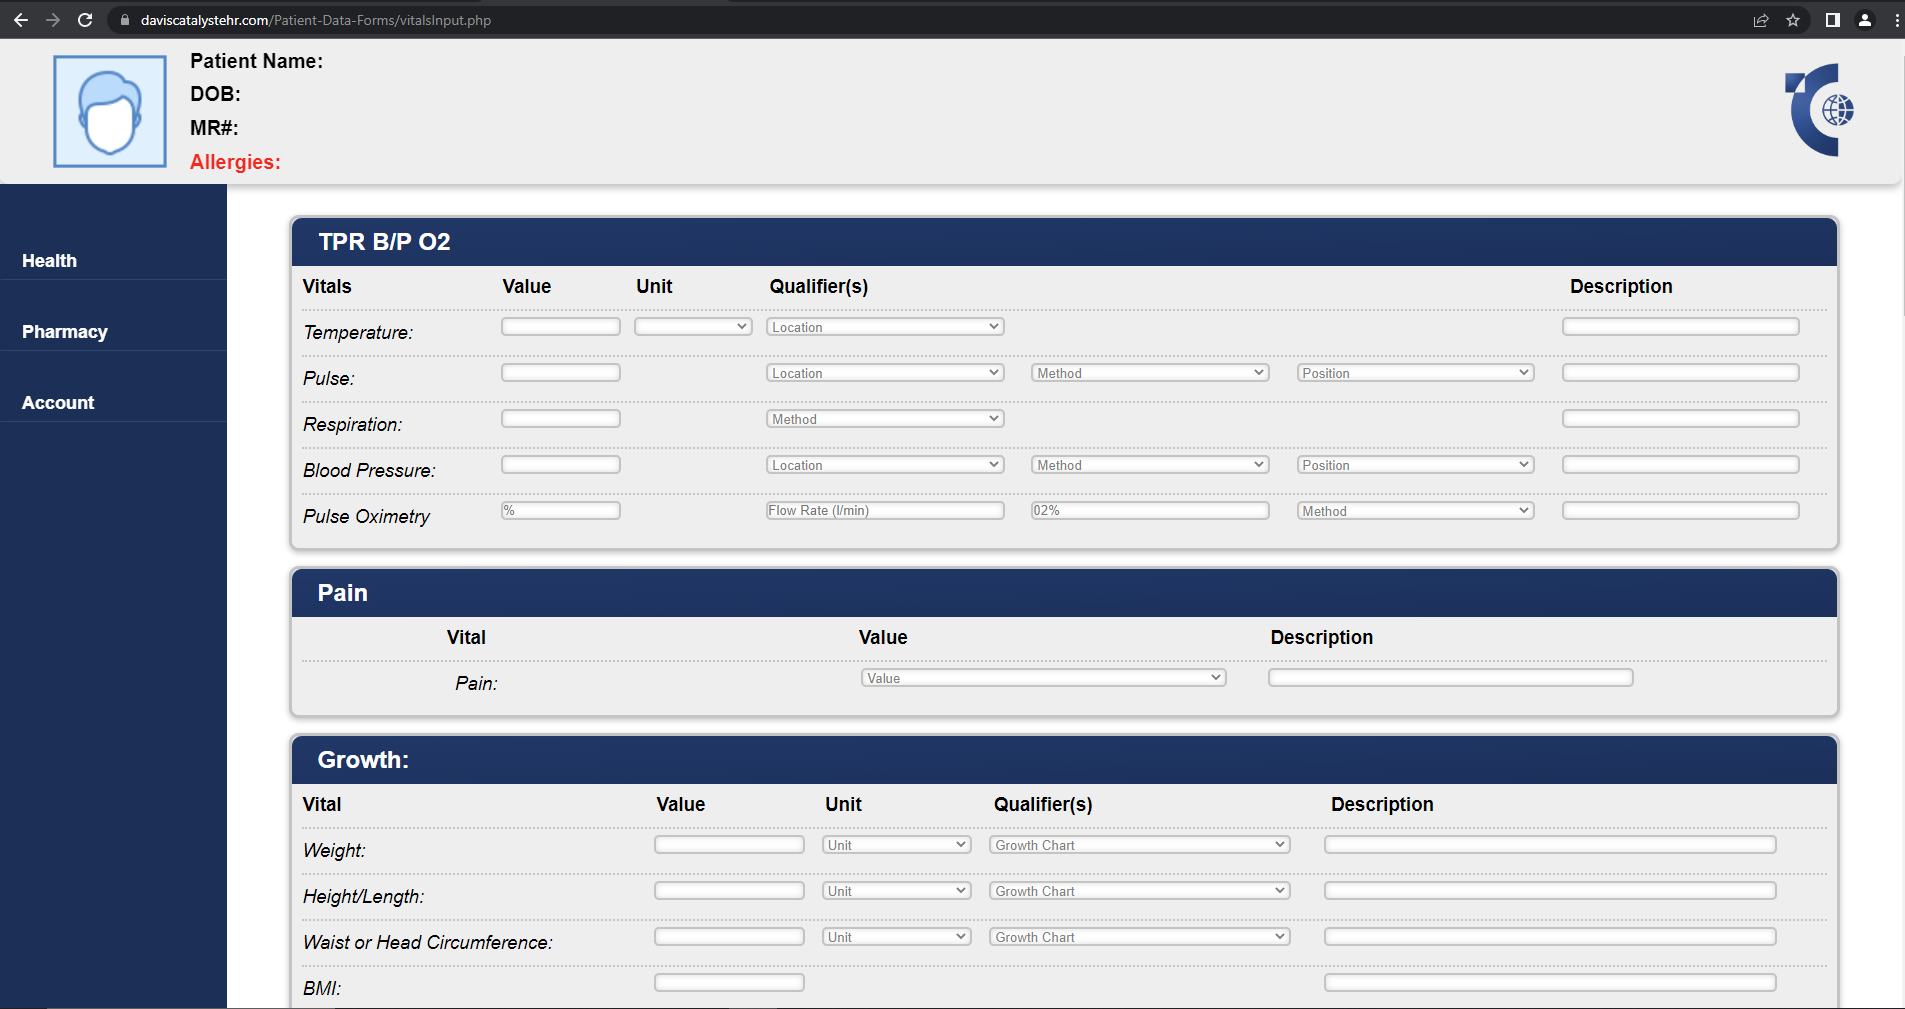 daviscatalystehr.com/Patient-Data-Forms/vitalsInput.php
Patient Name:
DOB:
MR#:
Allergies:
Health
Pharmacy
Account
TPR B/P O2
Vitals Value Unit Qualifier(s) Description
Temperature: Location
Pulse: Location Method Position
Respiration: Method
Blood Pressure: Location Method Position
Pulse Oximetry % Flow Rate (l/min) 02% Method
Pain
Vital Value Description
Pain: Value
Growth:
Vital Value Unit Qualifier(s) Description
Weight: Unit Growth Chart
Height/Length: Unit Growth Chart
Waist or Head Circumference: Unit Growth Chart
BMI: